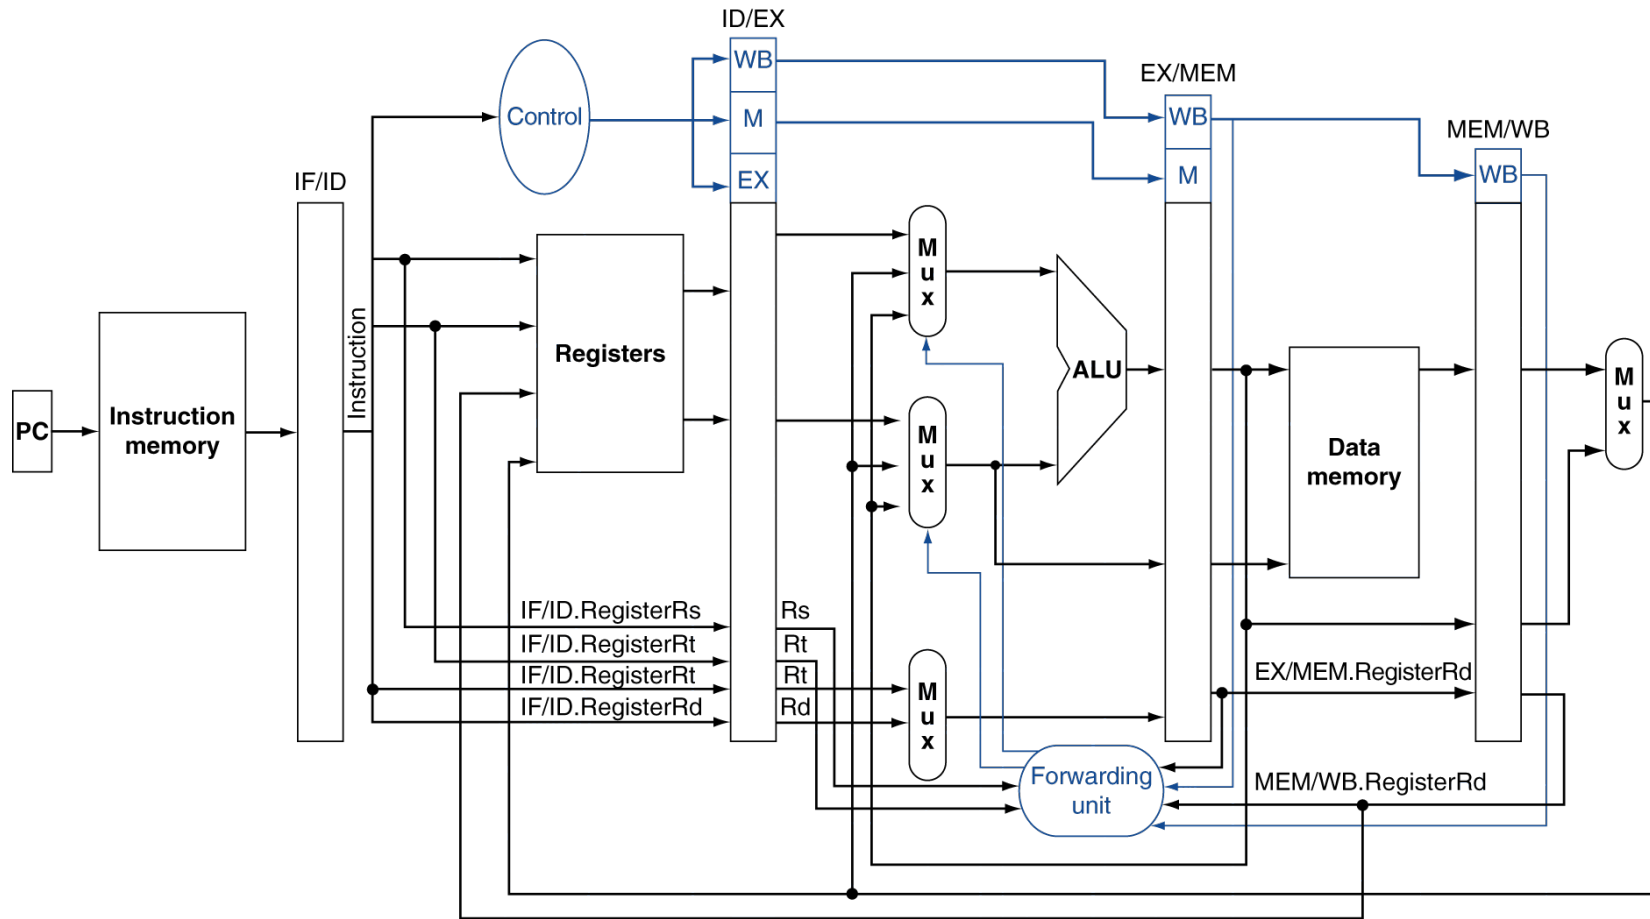 ID/EX
WB
EX/MEM
Control
M
WB
MEM/WB
IF/ID
EX
M
WB
M
u
x
Instruction
Registers
ALU
M
u
x
PC
Instruction
memory
M
u
x
Data
memory
IF/ID.RegisterRs
Rs
IF/ID.RegisterRt
Rt
IF/ID.RegisterRt
Rt
IF/ID.RegisterRd
Rd
M
u
x
EX/MEM.RegisterRd
Forwarding
unit
MEM/WB.RegisterRd